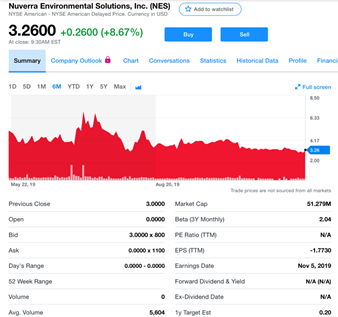 Nuverra Environmental Solutions, Inc. (NES)
NYSE American - NYSE American Delayed Price. Currency in USD
Add to watchlist
3.2600 +0.2600 (+8.67%)
At close: 9:30AM EST
Buy
Sell
Summary Company Outlook Chart Conversations Statistics Historical Data Profile Financi
1D 5D 1M 6M YTD 1Y 5Y Max
Full screen
8.50
6.33
4.17
3.26
2.00
May 22, 19
Aug 20, 19
Trade prices are not sourced from all markets
Previous Close 3.0000
Market Cap 51.279M
Open 0.0000
Beta (3Y Monthly) 2.04
Bid 3.0000 x 800
PE Ratio (TTM) N/A
Ask 0.0000 x 1100
EPS (TTM) -1.7730
Day's Range 0.0000 - 0.0000
Earnings Date Nov 5, 2019
52 Week Range
Forward Dividend & Yield N/A (N/A)
Volume 0
Ex-Dividend Date N/A
Avg. Volume 5,604
1y Target Est 0.20